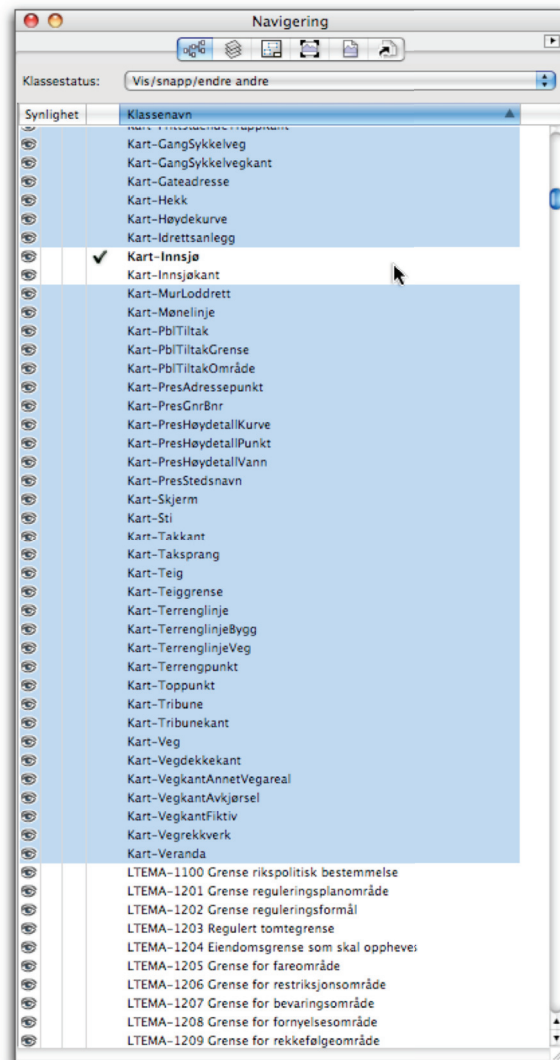 Navigering
Klassestatus: Vis/snapp/endre andre
Synlighet Klassenavn
Kart-FrittståendeTrappKant
Kart-GangSykkelveg
Kart-GangSykkelvegkant
Kart-Gateadresse
Kart-Hekk
Kart-Høydekurve
Kart-Idrettsanlegg
Kart-Innsjø
Kart-Innsjøkant
Kart-MurLoddrett
Kart-Mønelinje
Kart-PblTiltak
Kart-PblTiltakGrense
Kart-PblTiltakOmråde
Kart-PresAdressepunkt
Kart-PresGnrBnr
Kart-PresHøydetallKurve
Kart-PresHøydetallPunkt
Kart-PresHøydetallVann
Kart-PresStedsnavn
Kart-Skjerm
Kart-Sti
Kart-Takkant
Kart-Taksprang
Kart-Teig
Kart-Teiggrense
Kart-Terrenglinje
Kart-TerrenglinjeBygg
Kart-TerrenglinjeVeg
Kart-Terrengpunkt
Kart-Toppunkt
Kart-Tribune
Kart-Tribunekant
Kart-Veg
Kart-Vegdekkekant
Kart-VegkantAnnetVegareal
Kart-VegkantAvkjørsel
Kart-VegkantFiktiv
Kart-Vegrekkverk
Kart-Veranda
LTEMA-1100 Grense rikspolitisk bestemmelse
LTEMA-1201 Grense reguleringsplanområde
LTEMA-1202 Grense reguleringsformål
LTEMA-1203 Regulert tomtegrense
LTEMA-1204 Eiendomsgrense som skal oppheves
LTEMA-1205 Grense for fareområde
LTEMA-1206 Grense for restriksjonsområde
LTEMA-1207 Grense for bevaringsområde
LTEMA-1208 Grense for fornyelsesområde
LTEMA-1209 Grense for rekkefølgeområde